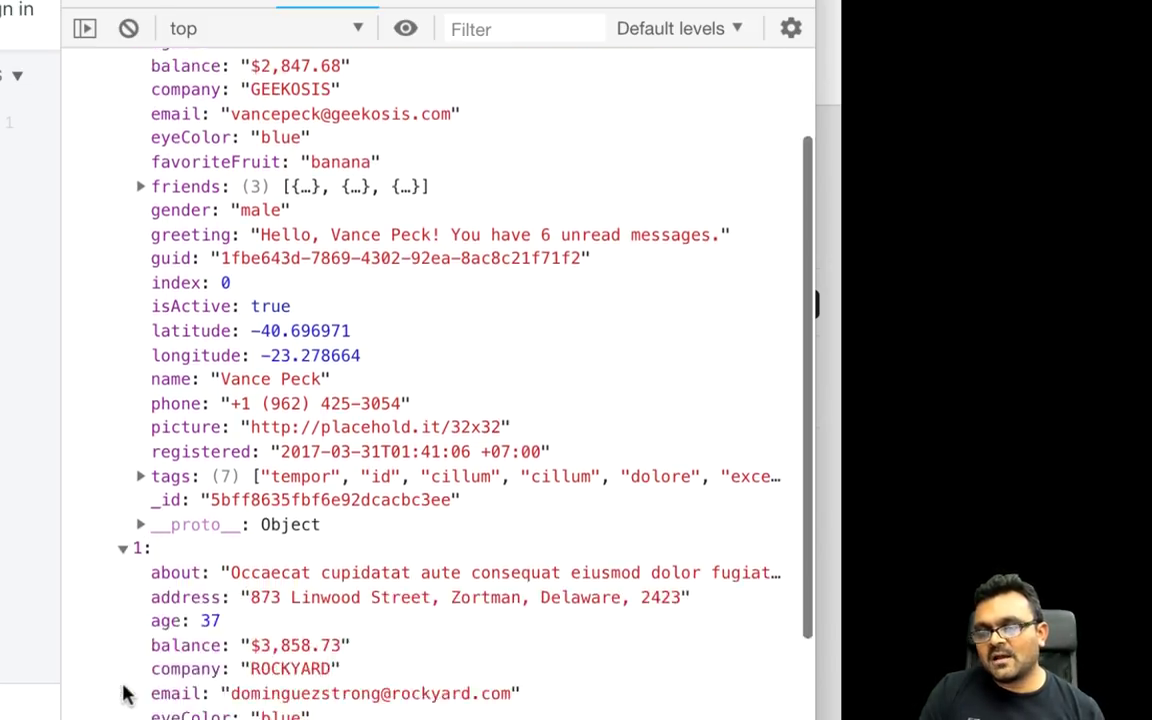 n in
top ▼
Filter
Default levels ▼
s ▼
1
balance: "$2,847.68"
company: "GEEKOSIS"
email: "vancepeck@geekosis.com"
eyeColor: "blue"
favoriteFruit: "banana"
▶ friends: (3) [{…}, {…}, {…}]
gender: "male"
greeting: "Hello, Vance Peck! You have 6 unread messages."
guid: "1fbe643d-7869-4302-92ea-8ac8c21f71f2"
index: 0
isActive: true
latitude: -40.696971
longitude: -23.278664
name: "Vance Peck"
phone: "+1 (962) 425-3054"
picture: "http://placehold.it/32x32"
registered: "2017-03-31T01:41:06 +07:00"
▶ tags: (7) ["tempor", "id", "cillum", "cillum", "dolore", "exce…
_id: "5bff8635fbf6e92dcacbc3ee"
▶ __proto__: Object
▼ 1:
about: "Occaecat cupidatat aute consequat eiusmod dolor fugiat…
address: "873 Linwood Street, Zortman, Delaware, 2423"
age: 37
balance: "$3,858.73"
company: "ROCKYARD"
email: "dominguezstrong@rockyard.com"
eyeColor: "blue"